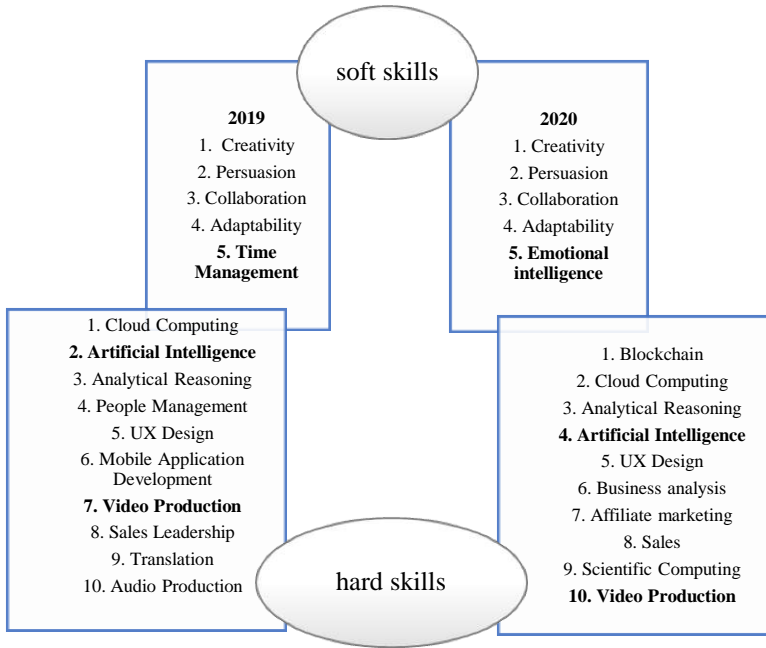 soft skills
2019
1. Creativity
2. Persuasion
3. Collaboration
4. Adaptability
5. Time
Management
2020
1. Creativity
2. Persuasion
3. Collaboration
4. Adaptability
5. Emotional
intelligence
1. Cloud Computing
2. Artificial Intelligence
3. Analytical Reasoning
4. People Management
5. UX Design
6. Mobile Application
Development
7. Video Production
8. Sales Leadership
9. Translation
10. Audio Production
1. Blockchain
2. Cloud Computing
3. Analytical Reasoning
4. Artificial Intelligence
5. UX Design
6. Business analysis
7. Affiliate marketing
8. Sales
9. Scientific Computing
10. Video Production
hard skills